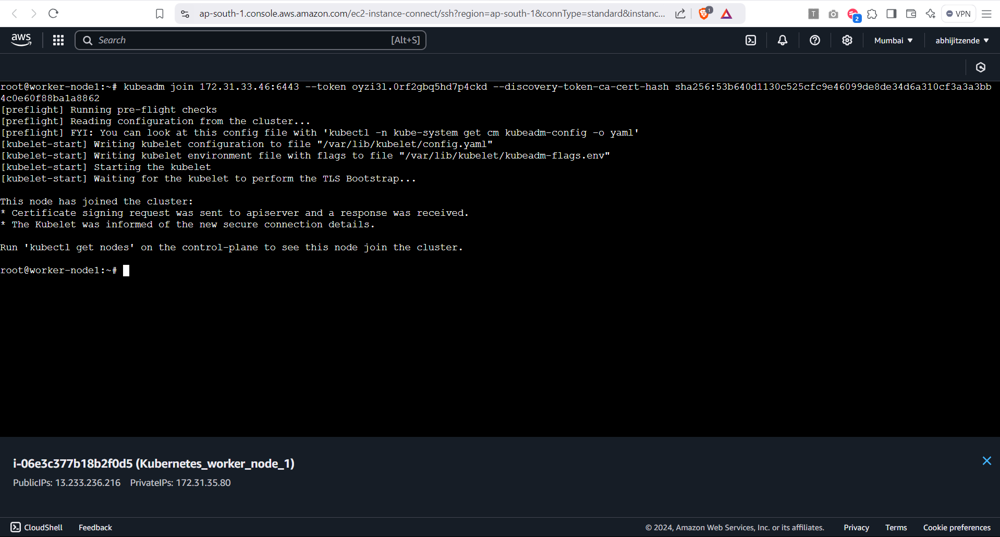 ap-south-1.console.aws.amazon.com/ec2-instance-connect/ssh?region=ap-south-1&connType=standard&instanc...
1
T
2
VPN
aws
Search
[Alt+S]
Mumbai
abhijitzende
root@worker-node1:~# kubeadm join 172.31.33.46:6443 --token oyzi3l.0rf2gbq5hd7p4ckd --discovery-token-ca-cert-hash sha256:53b640d1130c525cfc9e46099de8de34d6a310cf3a3a3bb
4c0e60f88ba1a8862
[preflight] Running pre-flight checks
[preflight] Reading configuration from the cluster...
[preflight] FYI: You can look at this config file with 'kubectl -n kube-system get cm kubeadm-config -o yaml'
[kubelet-start] Writing kubelet configuration to file "/var/lib/kubelet/config.yaml"
[kubelet-start] Writing kubelet environment file with flags to file "/var/lib/kubelet/kubeadm-flags.env"
[kubelet-start] Starting the kubelet
[kubelet-start] Waiting for the kubelet to perform the TLS Bootstrap...
This node has joined the cluster:
* Certificate signing request was sent to apiserver and a response was received.
* The Kubelet was informed of the new secure connection details.
Run 'kubectl get nodes' on the control-plane to see this node join the cluster.
root@worker-node1:~#
i-06e3c377b18b2f0d5 (Kubernetes_worker_node_1)
PublicIPs: 13.233.236.216 PrivateIPs: 172.31.35.80
CloudShell
Feedback
© 2024, Amazon Web Services, Inc. or its affiliates.
Privacy
Terms
Cookie preferences